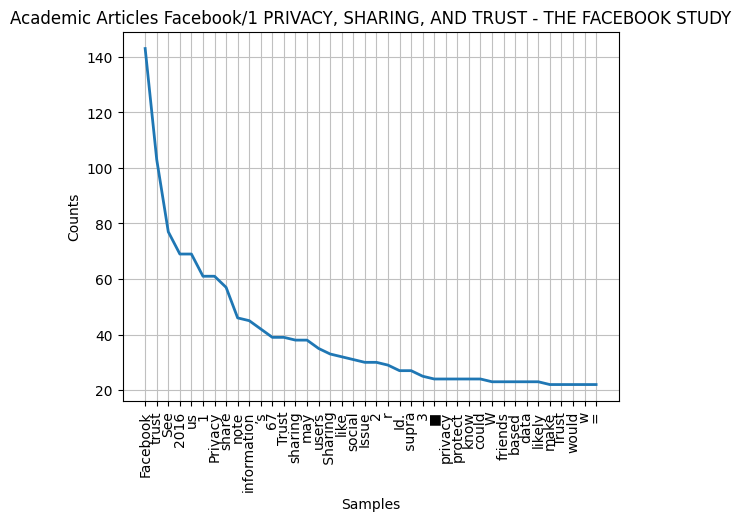 Academic Articles Facebook/1 PRIVACY, SHARING, AND TRUST - THE FACEBOOK STUDY
140
120
100
80
60
40
20
Counts
Facebook
trust
See
2016
us
1
Privacy
share
note
information
's
67
Trust
sharing
may
users
Sharing
like
social
Issue
2
r
Id.
supra
3
■
privacy
protect
know
could
W
friends
based
data
likely
make
Trust
would
w
=
Samples